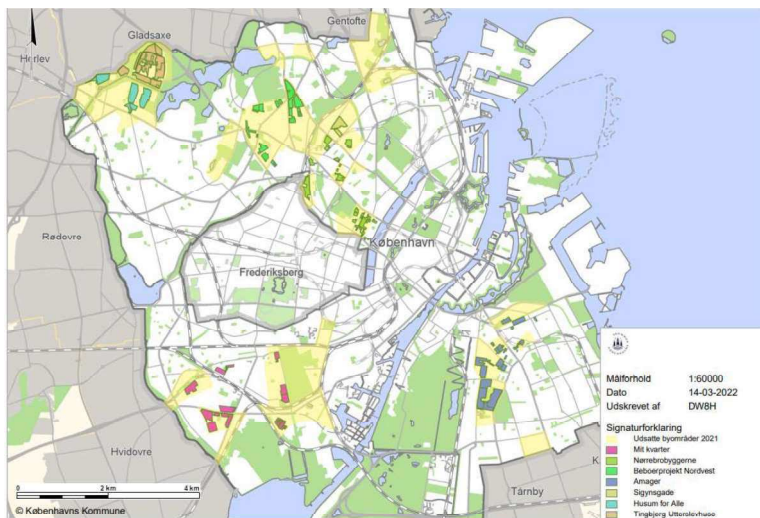 Gentofte
Gladsaxe
Herlev
København
Rødovre
Frederiksberg
Hvidovre
Tårnby
K
0 2 km 4 km
© Københavns Kommune
Målforhold 1:60000
Dato 14-03-2022
Udskrevet af DW8H
Signaturforklaring
Udsatte byområder 2021
Mit kvarter
Nørrebrobyggerne
Beboerprojekt Nordvest
Amager
Sigynsgade
Husum for Alle
Tingbjerg Utterslevhuse